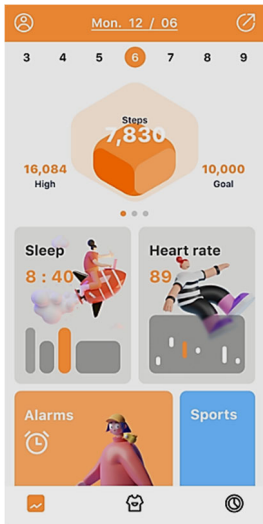 Mon. 12 / 06
3 4 5 6 7 8 9
Steps
7,830
16,084
High
10,000
Goal
Sleep
8 : 40
Heart rate
89
Alarms
Sports